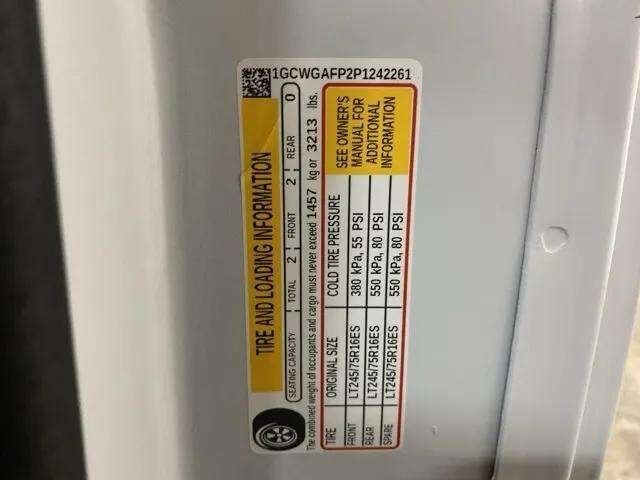 1GCWGAFP2P1242261
TIRE AND LOADING INFORMATION
SEATING CAPACITY TOTAL 2 FRONT 2 REAR 0
The combined weight of occupants and cargo must never exceed 1457 kg or 3213 lbs.
TIRE ORIGINAL SIZE COLD TIRE PRESSURE
FRONT LT245/75R16ES 380 kPa, 55 PSI
REAR LT245/75R16ES 550 kPa, 80 PSI
SPARE LT245/75R16ES 550 kPa, 80 PSI
SEE OWNER'S
MANUAL FOR
ADDITIONAL
INFORMATION